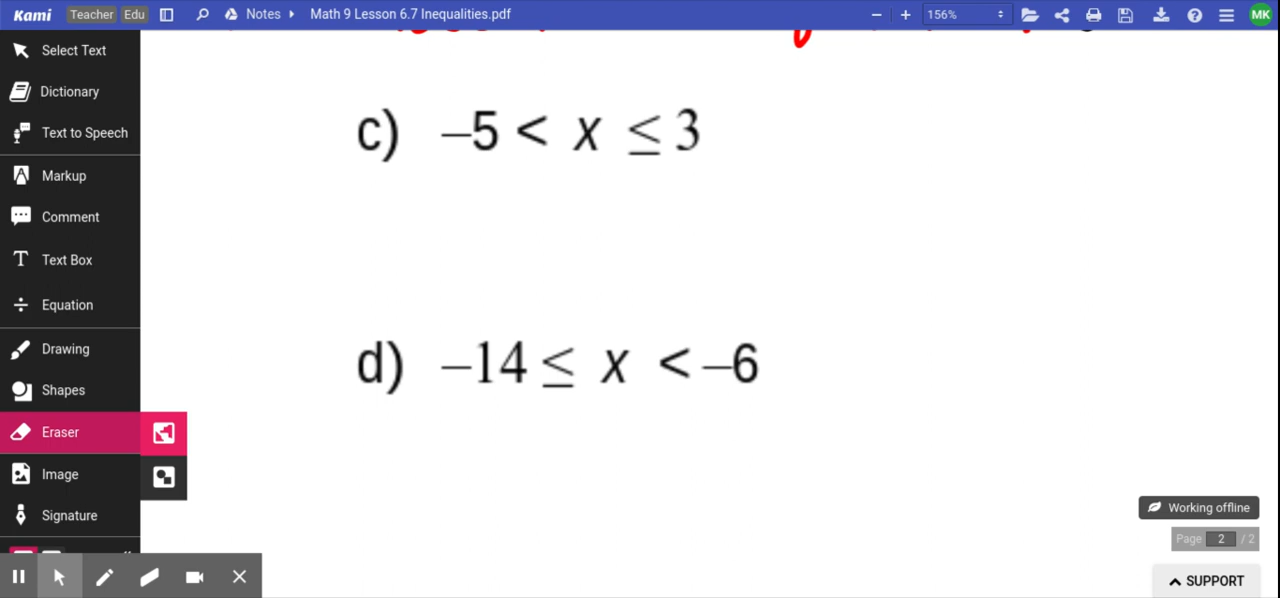 Kami Teacher Edu Notes Math 9 Lesson 6.7 Inequalities.pdf − + 156% MK
Select Text
Dictionary
Text to Speech
Markup
Comment
Text Box
Equation
Drawing
Shapes
Eraser
Image
Signature
c) –5 < x ≤ 3
d) –14 ≤ x < –6
Working offline
Page 2 / 2
SUPPORT